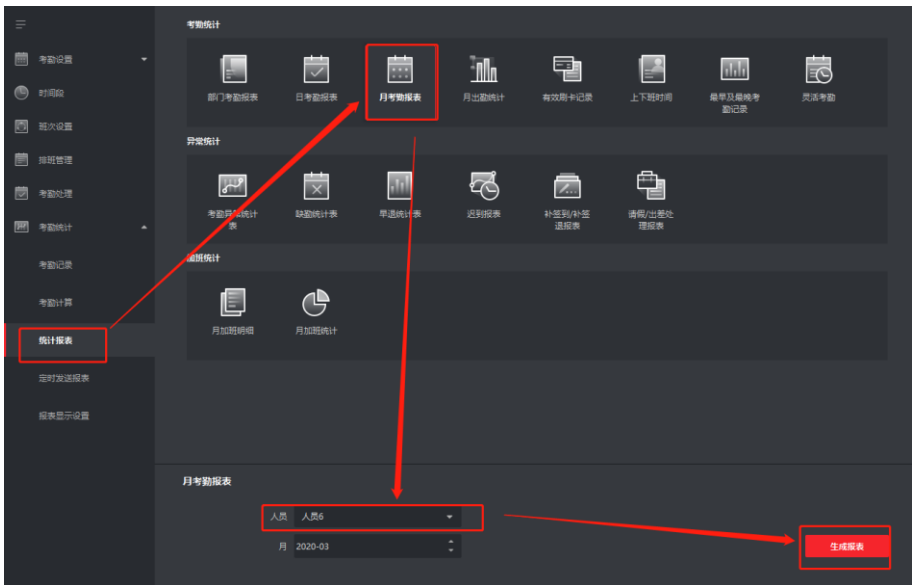 考勤设置
时间段
班次设置
排班管理
考勤处理
考勤统计
考勤记录
考勤计算
统计报表
定时发送报表
报表显示设置
考勤统计
部门考勤报表
日考勤报表
月考勤报表
月出勤统计
有效刷卡记录
上下班时间
最早及最晚考
勤记录
灵活考勤
异常统计
考勤异常统计
表
缺勤统计表
早退统计表
迟到报表
补签到/补签
退报表
请假/出差处
理报表
加班统计
月加班明细
月加班统计
月考勤报表
人员 人员6
月 2020-03
生成报表